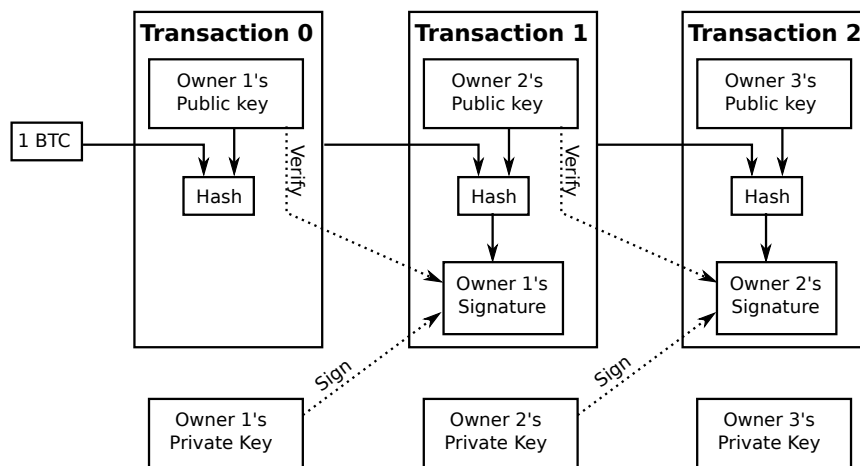 Transaction 0
Transaction 1
Transaction 2
Owner 1's
Public key
Owner 2's
Public key
Owner 3's
Public key
1 BTC
Verify
Verify
Hash
Hash
Hash
Owner 1's
Signature
Owner 2's
Signature
Sign
Sign
Owner 1's
Private Key
Owner 2's
Private Key
Owner 3's
Private Key